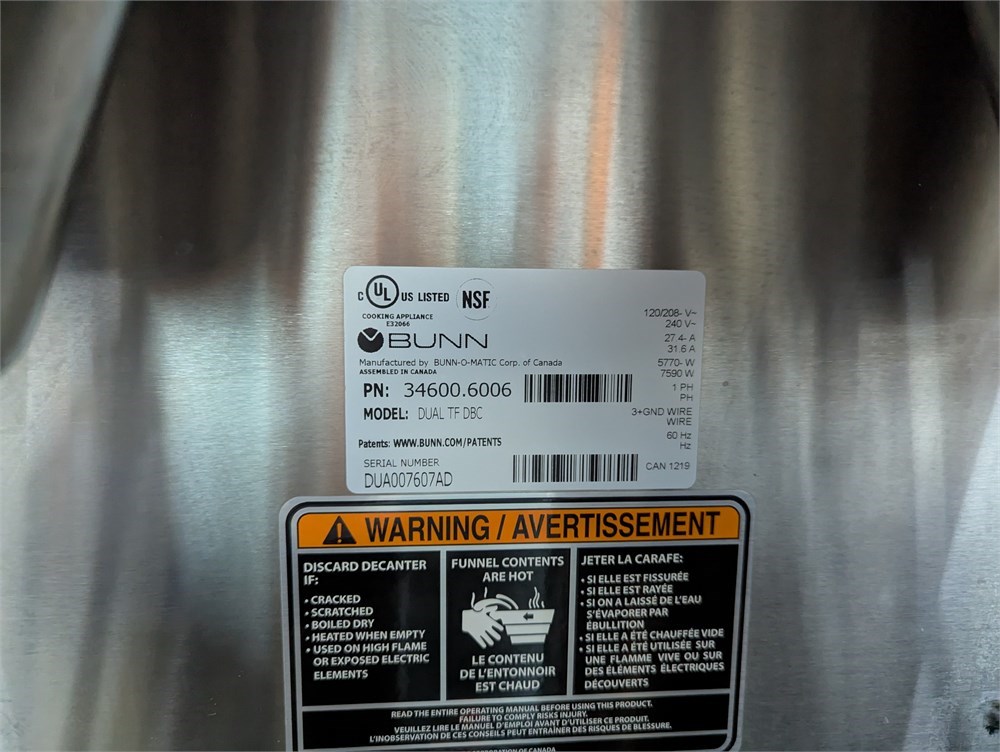 C UL US LISTED NSF
COOKING APPLIANCE
E32066
BUNN
Manufactured by BUNN-O-MATIC Corp. of Canada
ASSEMBLED IN CANADA
PN: 34600.6006
MODEL: DUAL TF DBC
Patents: WWW.BUNN.COM/PATENTS
SERIAL NUMBER
DUA007607AD
120/208- V~
240 V~
27.4- A
31.6 A
5770- W
7590 W
1 PH
PH
3+GND WIRE
WIRE
60 Hz
Hz
CAN 1219
WARNING / AVERTISSEMENT
DISCARD DECANTER
IF:
• CRACKED
• SCRATCHED
• BOILED DRY
• HEATED WHEN EMPTY
• USED ON HIGH FLAME
OR EXPOSED ELECTRIC
ELEMENTS
FUNNEL CONTENTS
ARE HOT
LE CONTENU
DE L'ENTONNOIR
EST CHAUD
JETER LA CARAFE:
• SI ELLE EST FISSURÉE
• SI ELLE EST RAYÉE
• SI ON A LAISSÉ DE L'EAU
S'ÉVAPORER PAR
ÉBULLITION
• SI ELLE A ÉTÉ CHAUFFÉE VIDE
• SI ELLE A ÉTÉ UTILISÉE SUR
UNE FLAMME VIVE OU SUR
DES ÉLÉMENTS ÉLECTRIQUES
DÉCOUVERTS
READ THE ENTIRE OPERATING MANUAL BEFORE USING THIS PRODUCT.
FAILURE TO COMPLY RISKS INJURY.
VEUILLEZ LIRE LE MANUEL D'EMPLOI AVANT D'UTILISER CE PRODUIT.
L'INOBSERVATION DE CES CONSEILS PEUT ENTRAÎNER DES RISQUES DE BLESSURE.
CORPORATION OF CANADA